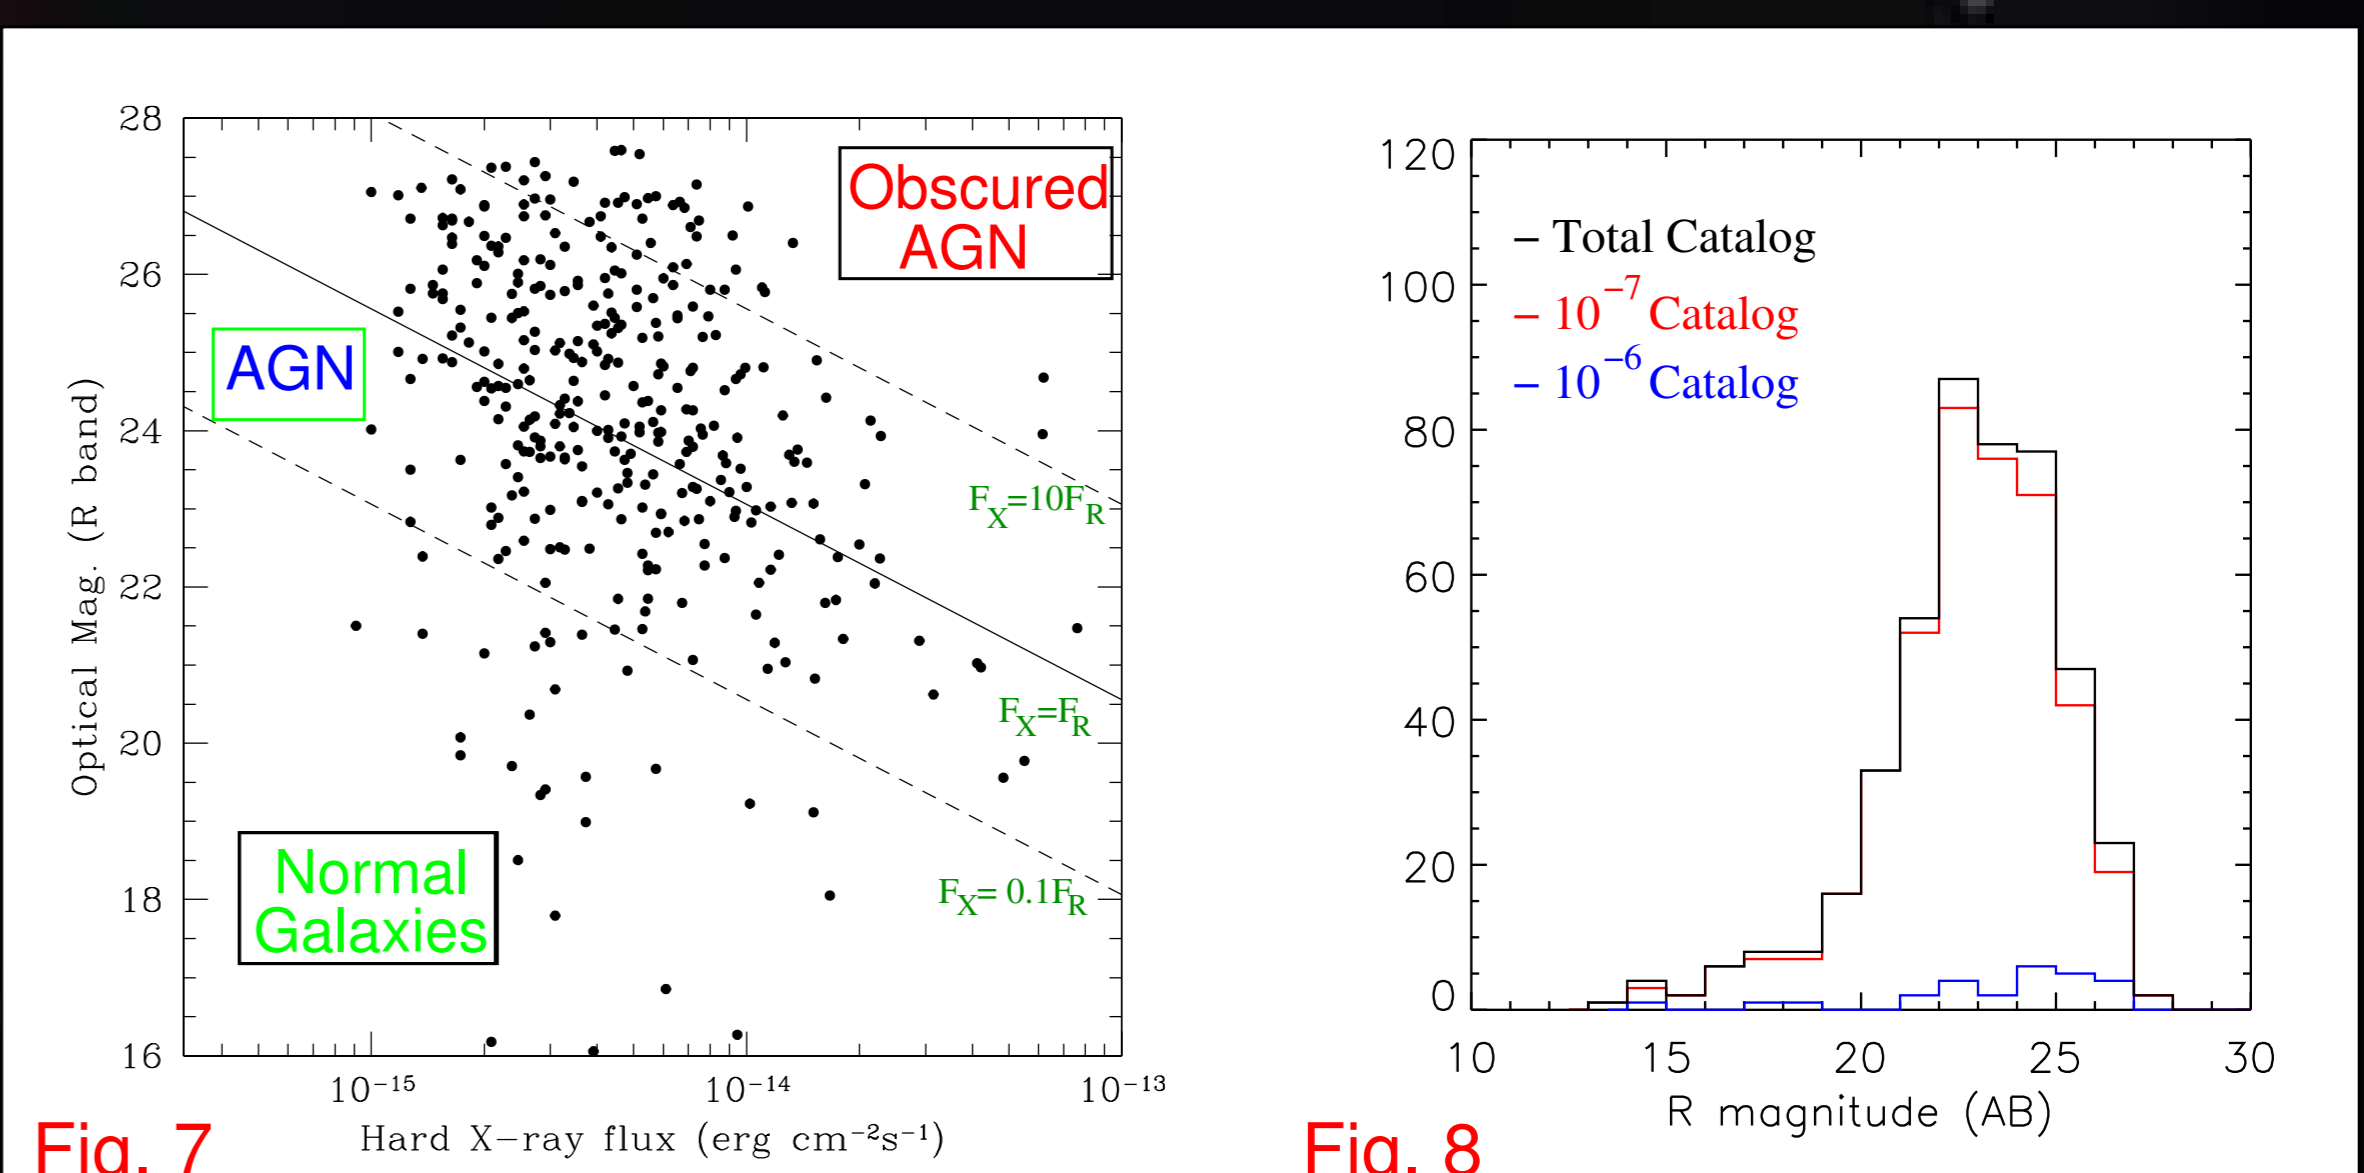 28
26
24
22
20
18
16
Optical Mag. (R band)
Obscured
AGN
AGN
Normal
Galaxies
F_X=10F_R
F_X=F_R
F_X= 0.1F_R
10⁻¹⁵
10⁻¹⁴
10⁻¹³
Hard X−ray flux (erg cm⁻²s⁻¹)
Fig. 7
120
100
80
60
40
20
0
– Total Catalog
– 10⁻⁷ Catalog
– 10⁻⁶ Catalog
10 15 20 25 30
R magnitude (AB)
Fig. 8